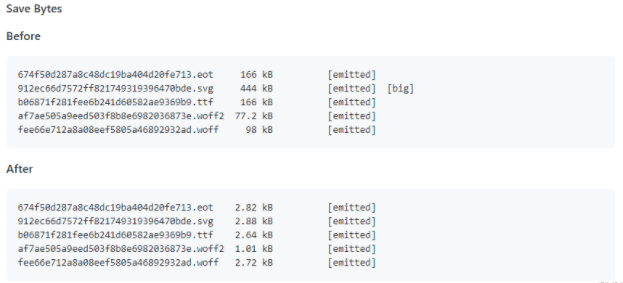 Save Bytes
Before
674f50d287a8c48dc19ba404d20fe713.eot 166 kB [emitted]
912ec66d7572ff821749319396470bde.svg 444 kB [emitted] [big]
b06871f281fee6b241d60582ae9369b9.ttf 166 kB [emitted]
af7ae505a9eed503f8b8e6982036873e.woff2 77.2 kB [emitted]
fee66e712a8a08eef5805a46892932ad.woff 98 kB [emitted]
After
674f50d287a8c48dc19ba404d20fe713.eot 2.82 kB [emitted]
912ec66d7572ff821749319396470bde.svg 2.88 kB [emitted]
b06871f281fee6b241d60582ae9369b9.ttf 2.64 kB [emitted]
af7ae505a9eed503f8b8e6982036873e.woff2 1.01 kB [emitted]
fee66e712a8a08eef5805a46892932ad.woff 2.72 kB [emitted]